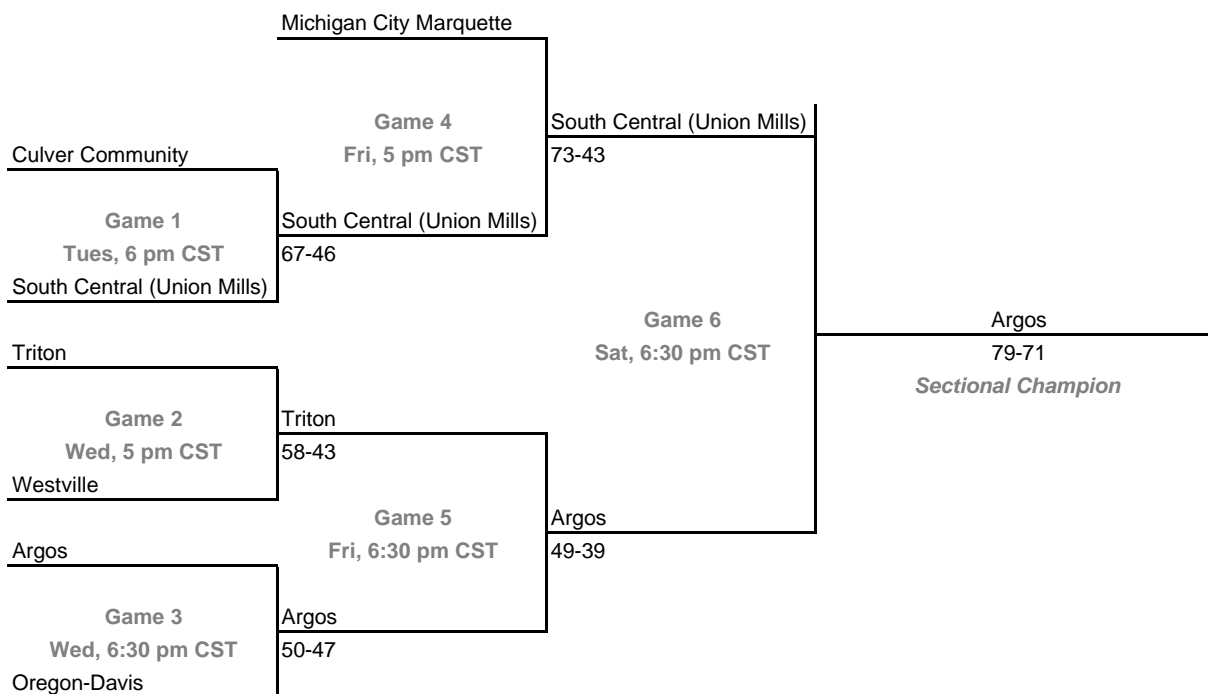 Michigan City Marquette
Game 4
South Central (Union Mills)
Culver Community
Fri, 5 pm CST
73-43
Game 1
South Central (Union Mills)
Tues, 6 pm CST
67-46
South Central (Union Mills)
Game 6
Argos
Triton
Sat, 6:30 pm CST
79-71
Sectional Champion
Game 2
Triton
Wed, 5 pm CST
58-43
Westville
Game 5
Argos
Argos
Fri, 6:30 pm CST
49-39
Game 3
Argos
Wed, 6:30 pm CST
50-47
Oregon-Davis